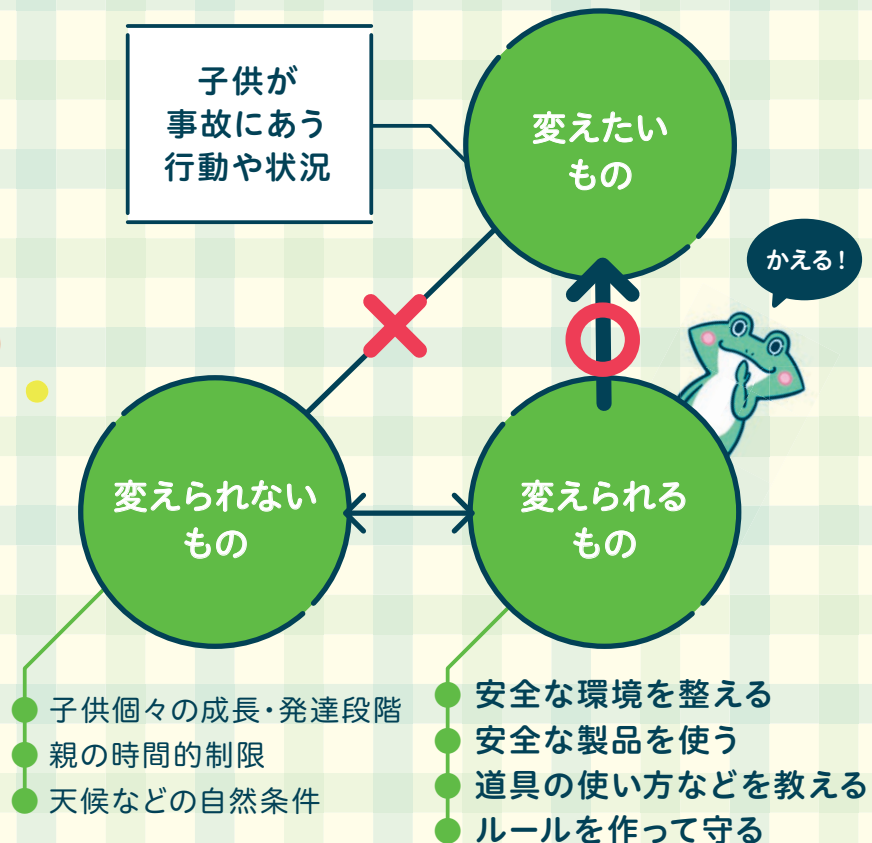 子供が
事故にあう
行動や状況
変えたい
もの
かえる！
変えられない
もの
変えられる
もの
子供個々の成長・発達段階
親の時間的制限
天候などの自然条件
安全な環境を整える
安全な製品を使う
道具の使い方などを教える
ルールを作って守る